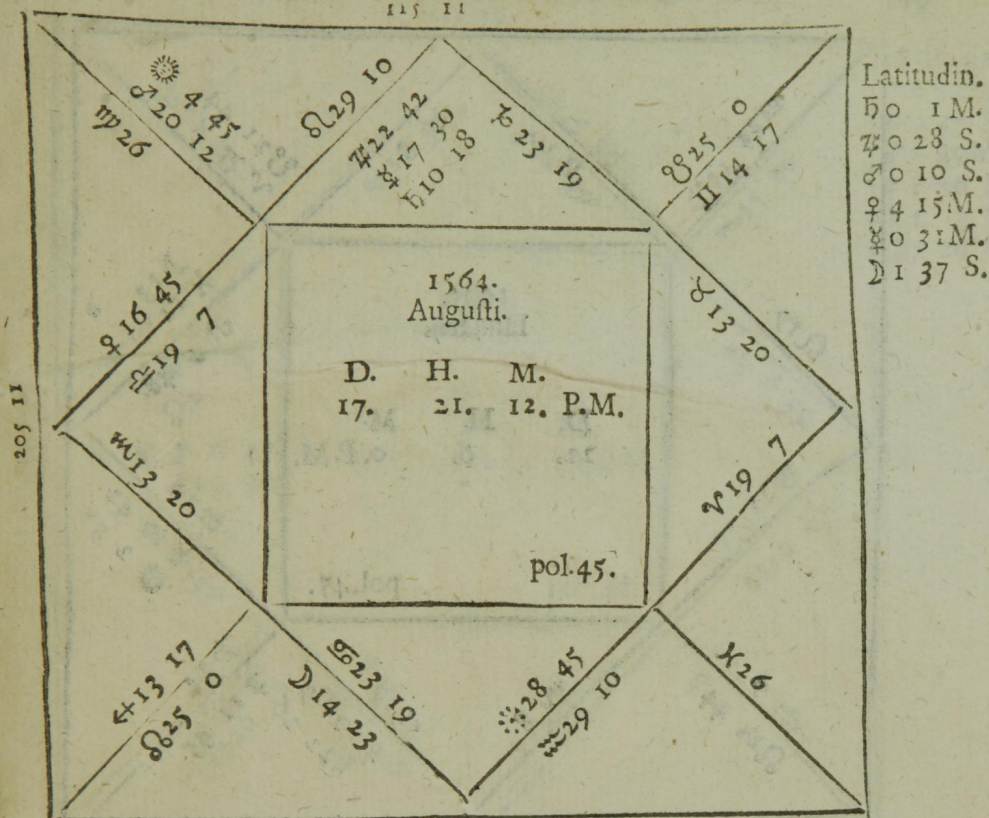 115 11
☉ 4 45
♂20 12
♍26
♌29 10
♃22 42
☿17 30
♄10 18
♑23 19
☋25 0
♊14 17
Latitudin.
♄0 1 M.
♃0 28 S.
♂0 10 S.
♀4 15M.
☿0 31M.
☽1 37 S.
♀16 45
♎19 7
1564.
Augusti.
D. H. M.
17. 21. 12. P.M.
pol.45.
♉13 20
205 11
♏13 20
♈19 7
♐13 17
☊25 0
♋23 19
☽14 23
☼28 45
♒29 10
♓26